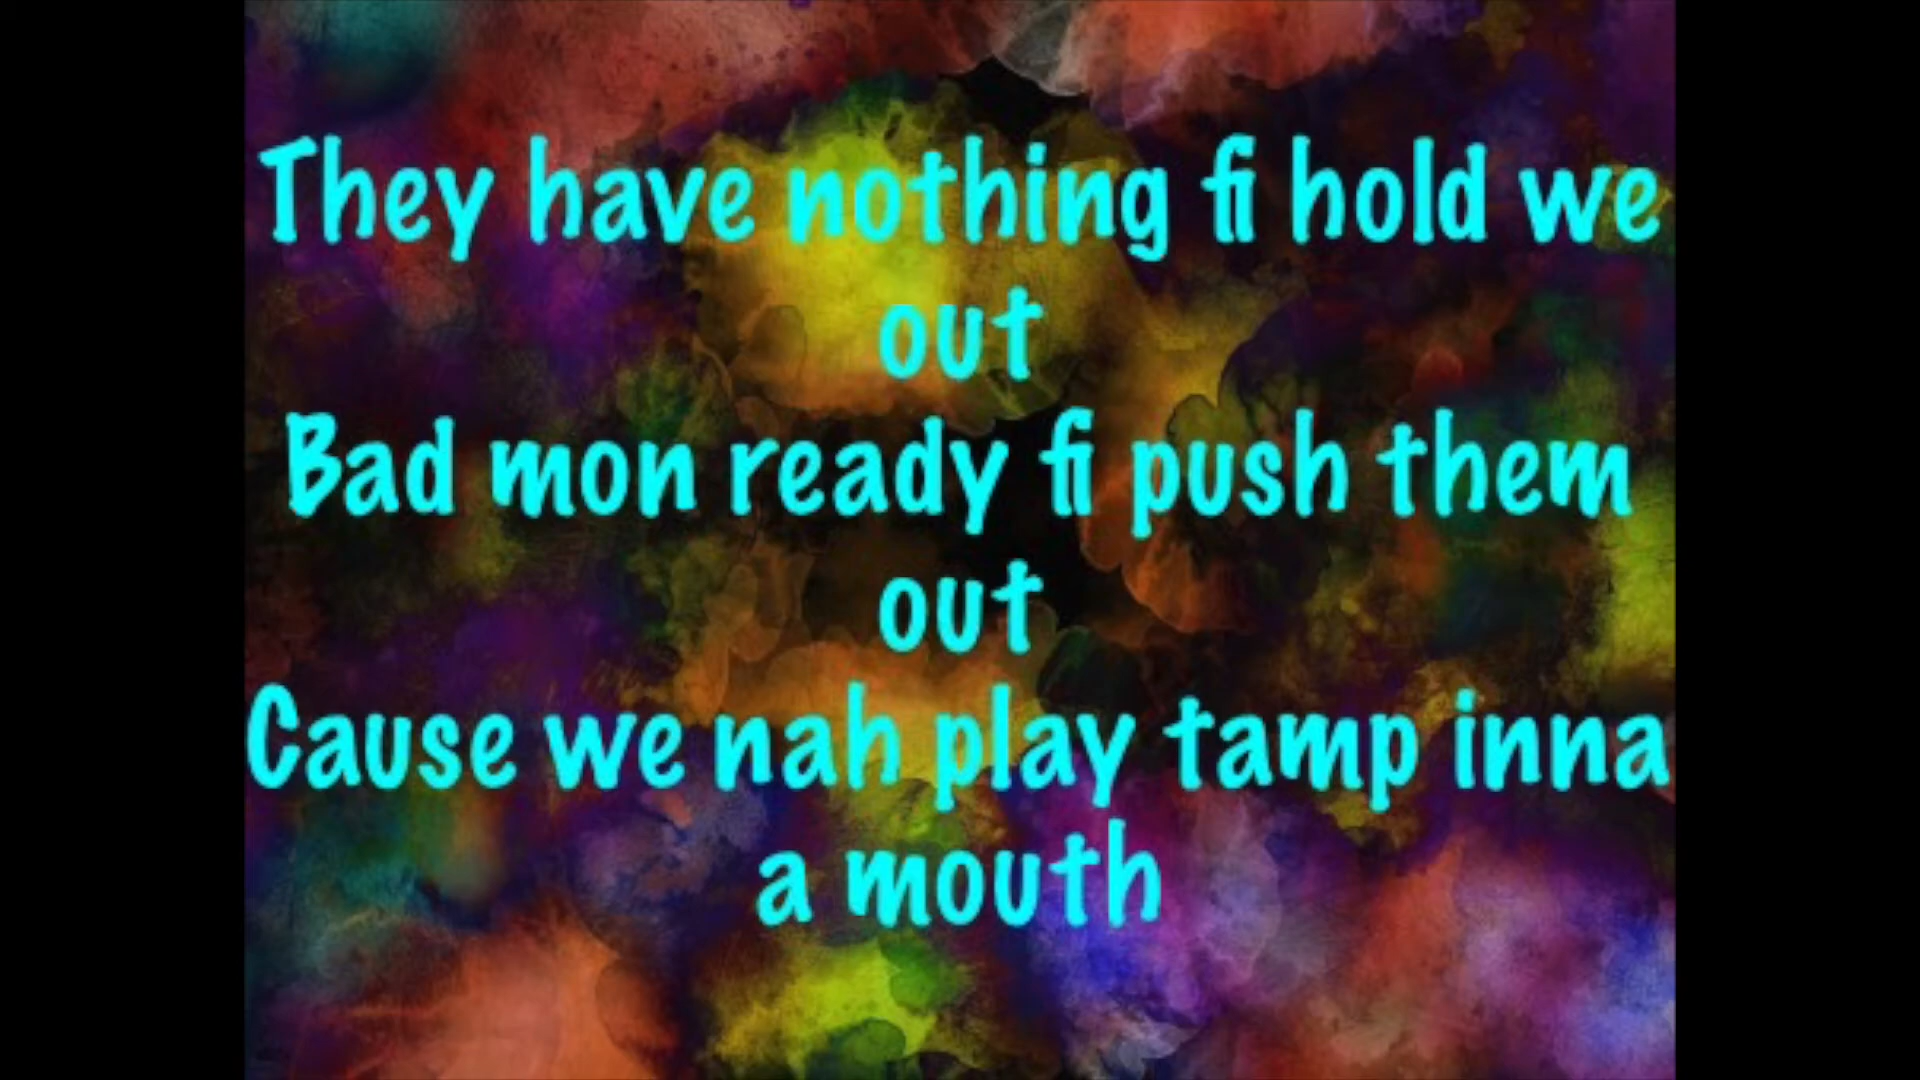 They have nothing fi hold we
out
Bad mon ready fi push them
out
Cause we nah play tamp inna
a mouth